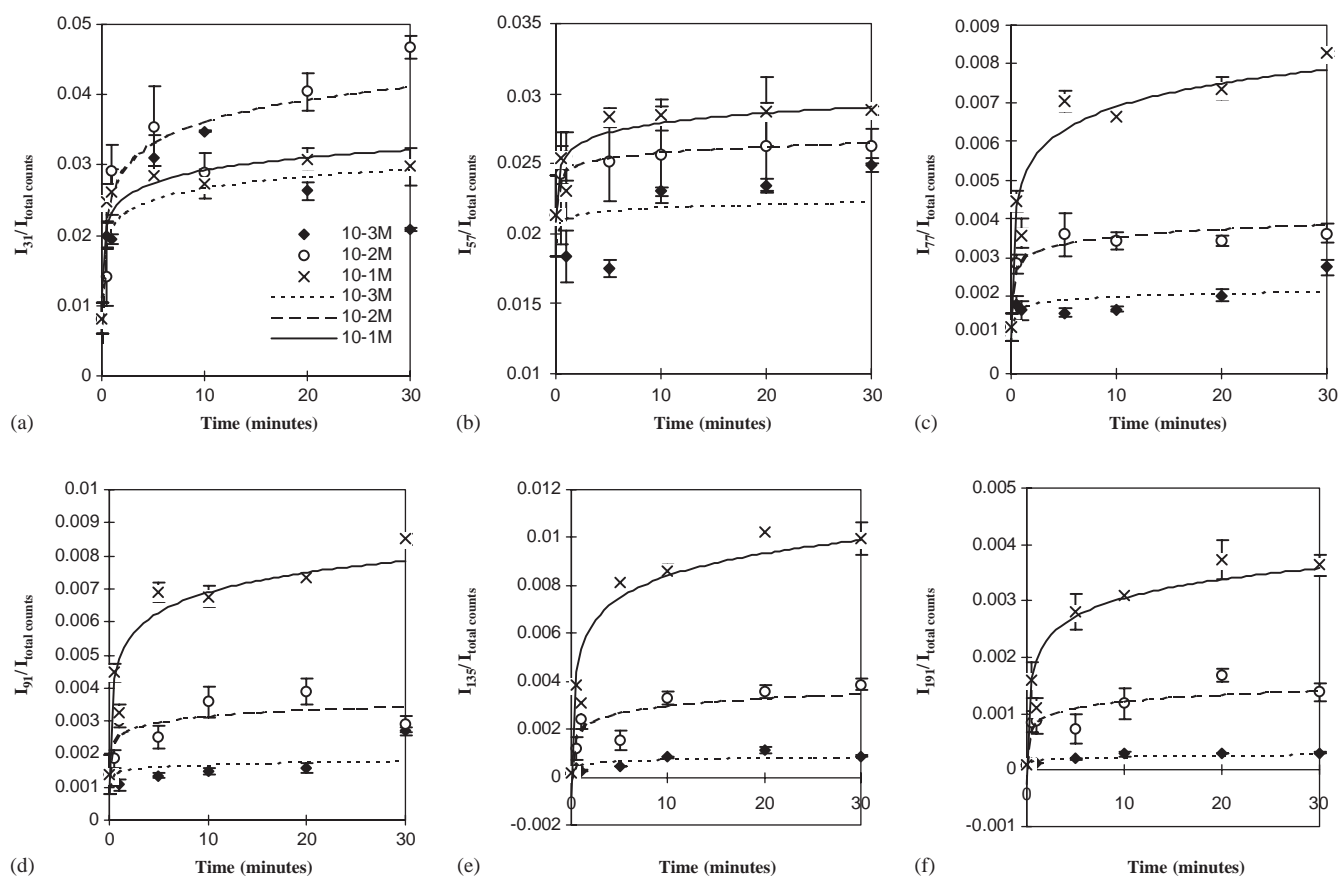 0.05
0.04
0.03
0.02
0.01
0
I31/ Itotal counts
10-3M
10-2M
10-1M
10-3M
10-2M
10-1M
0 10 20 30
Time (minutes)
(a)
0.035
0.03
0.025
0.02
0.015
0.01
I57/ Itotal counts
0 10 20 30
Time (minutes)
(b)
0.009
0.008
0.007
0.006
0.005
0.004
0.003
0.002
0.001
0
I77/ Itotal counts
0 10 20 30
Time (minutes)
(c)
0.01
0.009
0.008
0.007
0.006
0.005
0.004
0.003
0.002
0.001
0
I91/ Itotal counts
0 10 20 30
Time (minutes)
(d)
0.012
0.01
0.008
0.006
0.004
0.002
0
-0.002
I135/ Itotal counts
0 10 20 30
Time (minutes)
(e)
0.005
0.004
0.003
0.002
0.001
0
-0.001
I191/ Itotal counts
0 10 20 30
Time (minutes)
(f)